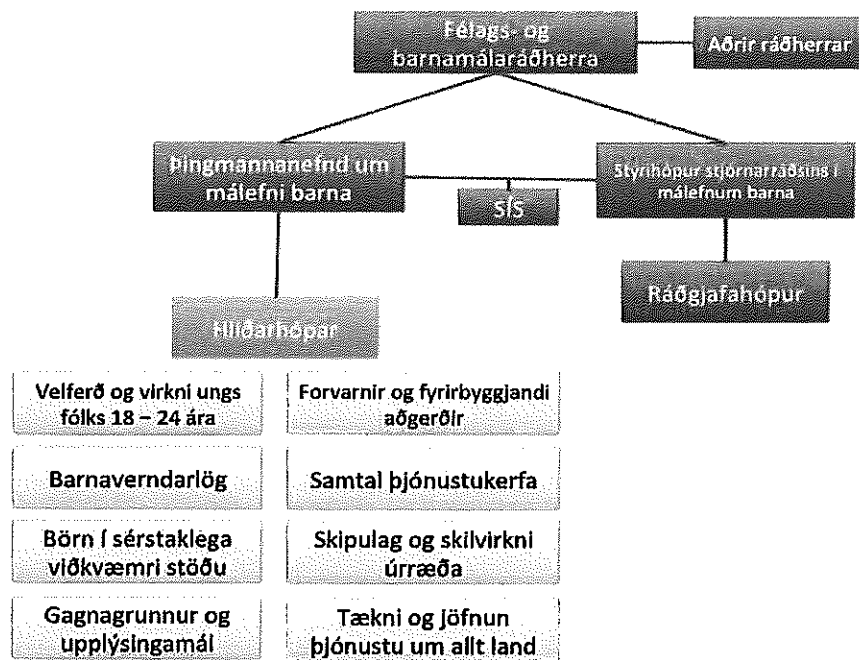 Félags- og
barnamálaráðherra
Aðrir ráðherrar
Þingmannanefnd um
málefni barna
SÍS
Stýrihópur stjórnarráðsins í
málefnum barna
Ráðgjafahópur
Hliðarhópar
Velferð og virkni ungs
fólks 18 – 24 ára
Forvarnir og fyrirbyggjandi
aðgerðir
Barnaverndarlög
Samtal þjónustukerfa
Börn í sérstaklega
viðkvæmri stöðu
Skipulag og skilvirkni
úrræða
Gagnagrunnur og
upplýsingamál
Tækni og jöfnun
þjónustu um allt land